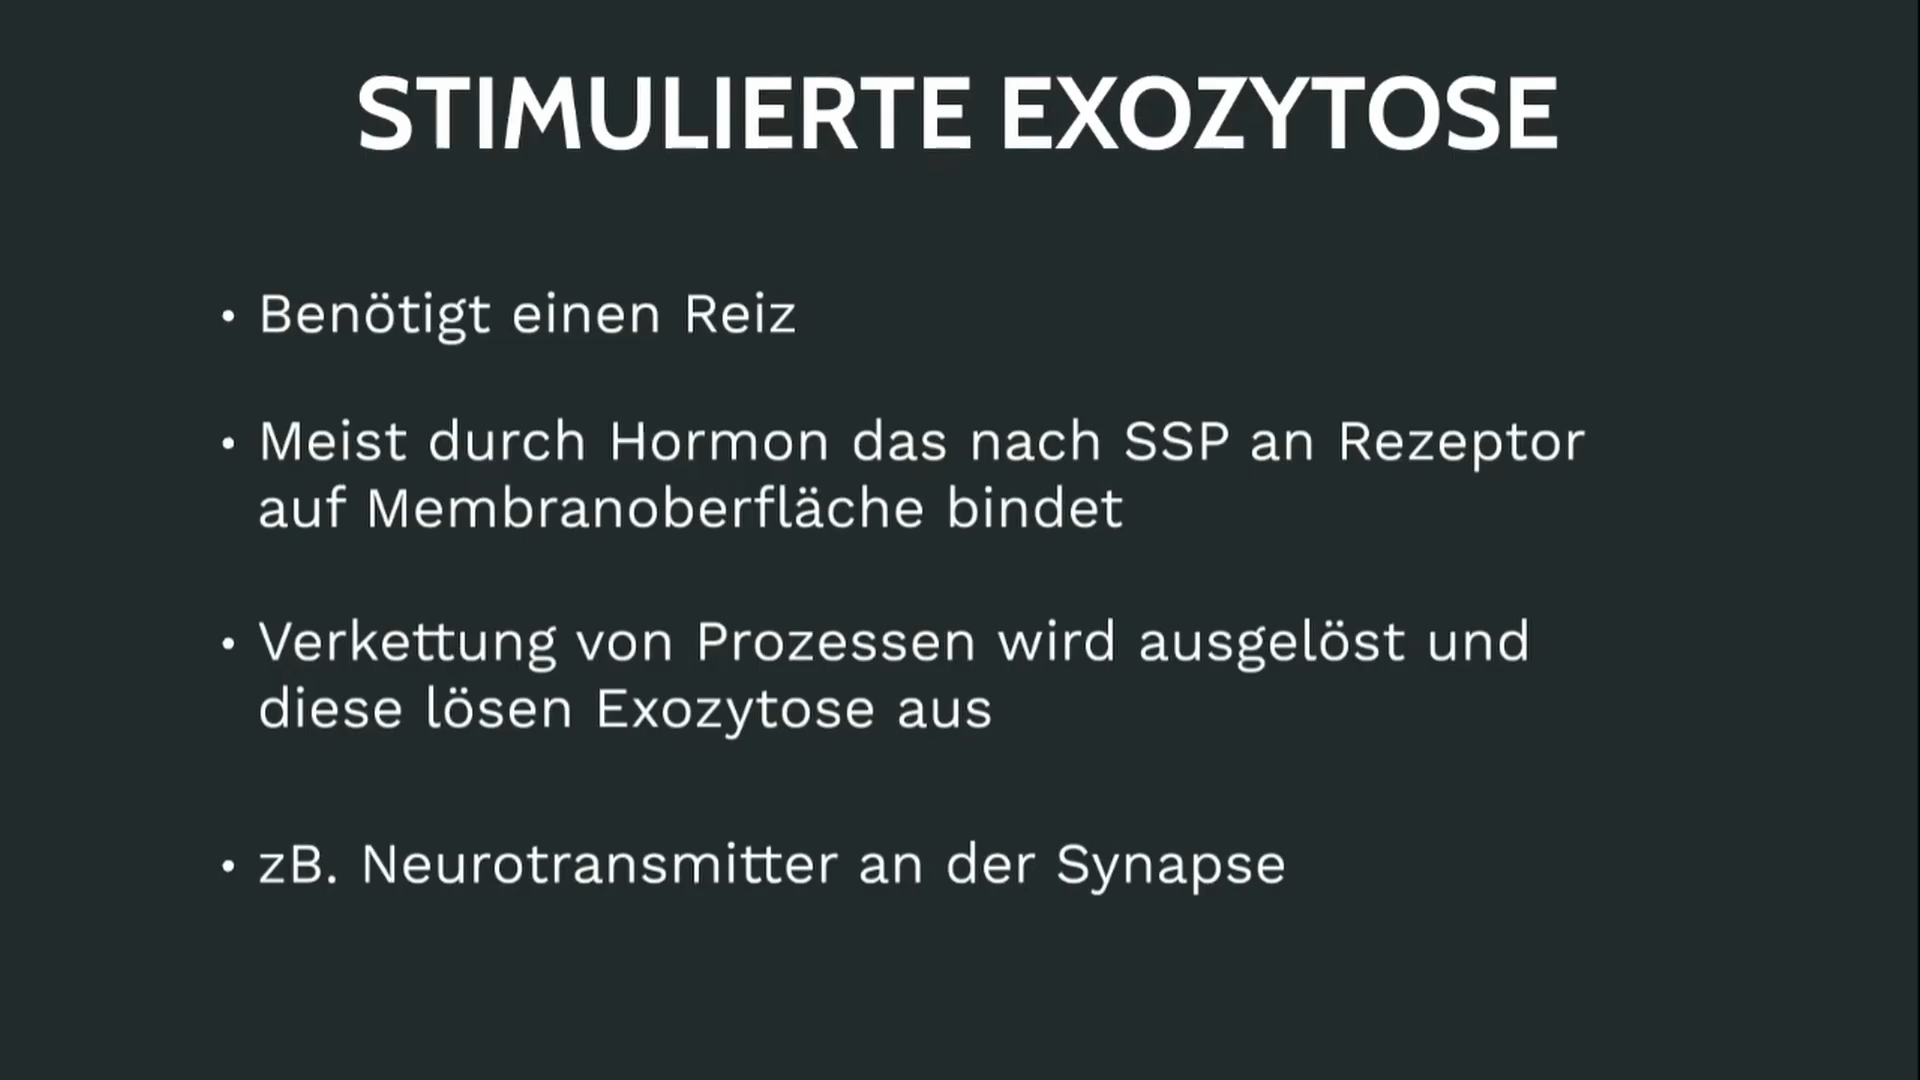 STIMULIERTE EXOZYTOSE
• Benötigt einen Reiz
• Meist durch Hormon das nach SSP an Rezeptor
auf Membranoberfläche bindet
• Verkettung von Prozessen wird ausgelöst und
diese lösen Exozytose aus
• zB. Neurotransmitter an der Synapse